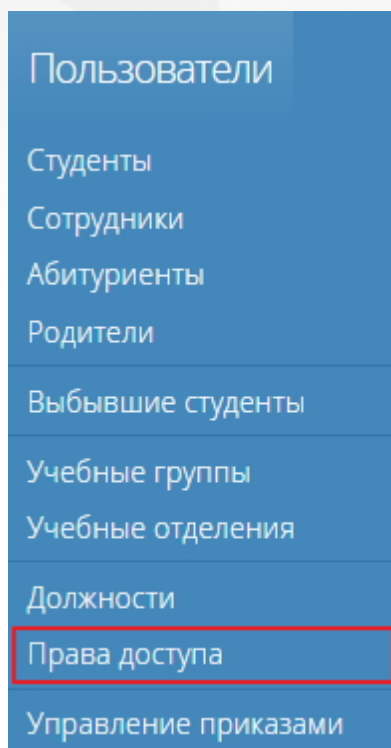 Пользователи
Студенты
Сотрудники
Абитуриенты
Родители
Выбывшие студенты
Учебные группы
Учебные отделения
Должности
Права доступа
Управление приказами